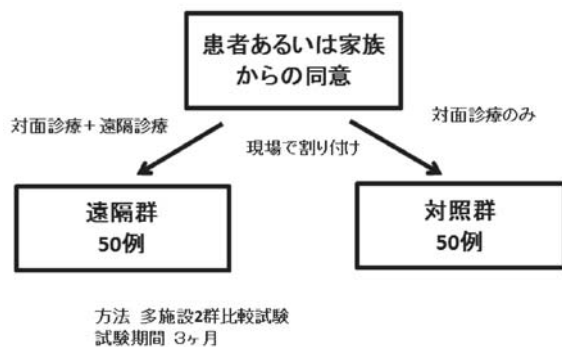 患者あるいは家族
からの同意
対面診療＋遠隔診療
対面診療のみ
現場で割り付け
遠隔群
50例
対照群
50例
方法 多施設2群比較試験
試験期間 3ヶ月